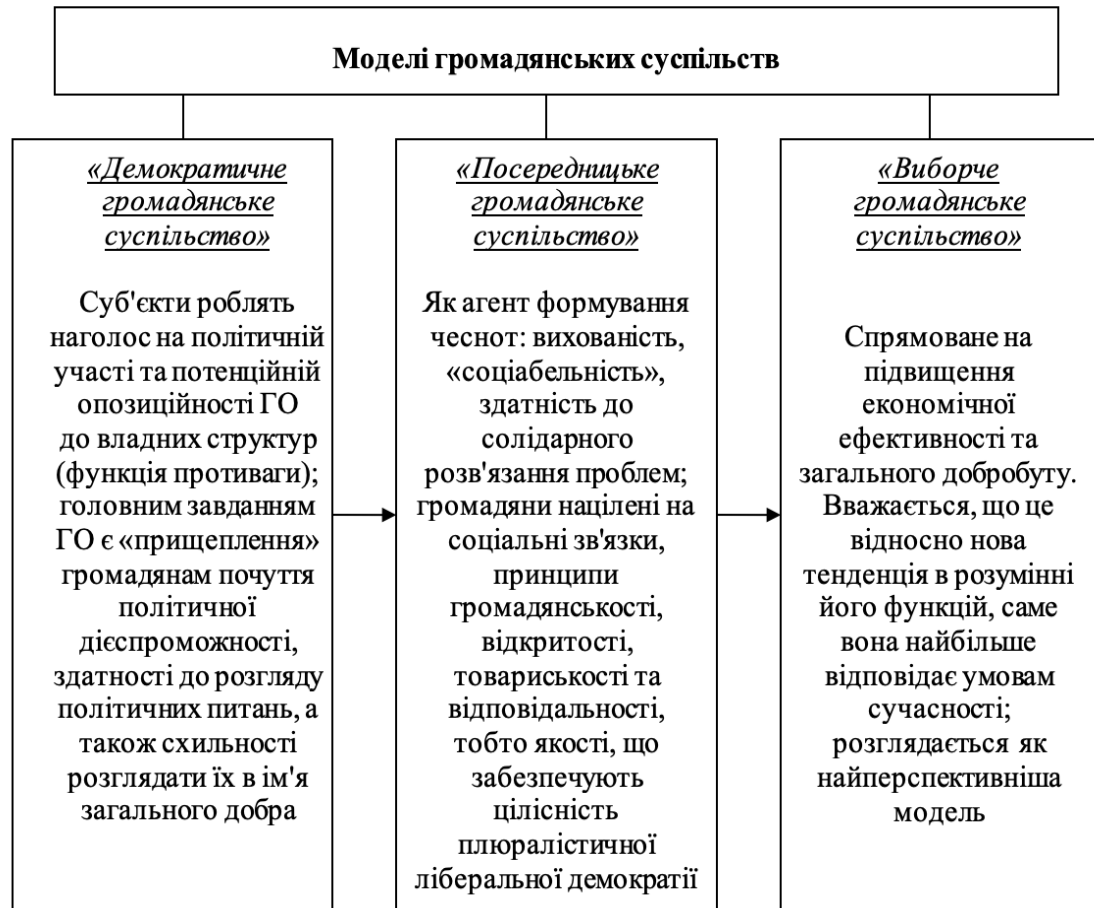 Моделі громадянських суспільств
«Демократичне
громадянське
суспільство»
Суб'єкти роблять
наголос на політичній
участі та потенційній
опозиційності ГО
до владних структур
(функція противаги);
головним завданням
ГО є «прищеплення»
громадянам почуття
політичної
дієспроможності,
здатності до розгляду
політичних питань, а
також схильності
розглядати їх в ім'я
загального добра
«Посередницьке
громадянське
суспільство»
Як агент формування
чеснот: вихованість,
«соціабельність»,
здатність до
солідарного
розв'язання проблем;
громадяни націлені на
соціальні зв'язки,
принципи
громадянськості,
відкритості,
товариськості та
відповідальності,
тобто якості, що
забезпечують
цілісність
плюралістичної
ліберальної демократії
«Виборче
громадянське
суспільство»
Спрямоване на
підвищення
економічної
ефективності та
загального добробуту.
Вважається, що це
відносно нова
тенденція в розумінні
його функцій, саме
вона найбільше
відповідає умовам
сучасності;
розглядається як
найперспективніша
модель